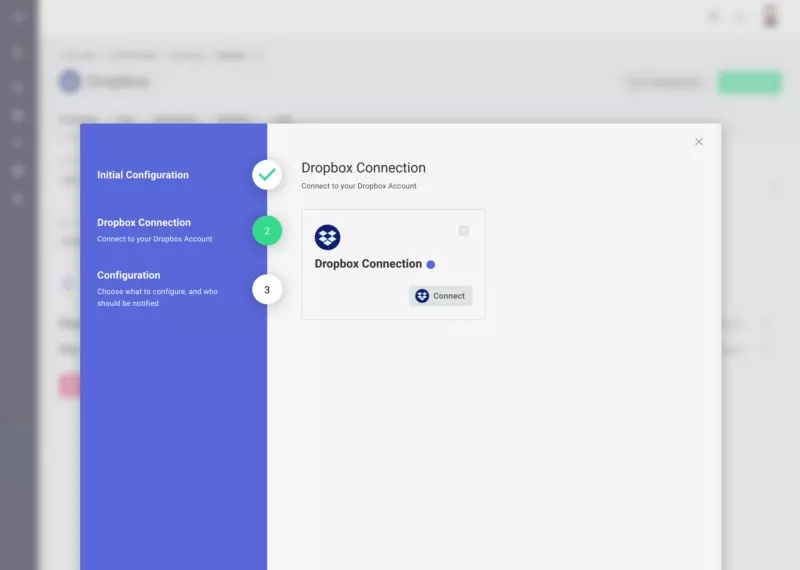 Dropbox
Initial Configuration
Dropbox Connection
2
Connect to your Dropbox Account
Configuration
Choose what to configure, and who
should be notified
3
Dropbox Connection
Connect to your Dropbox Account
Dropbox Connection
Connect